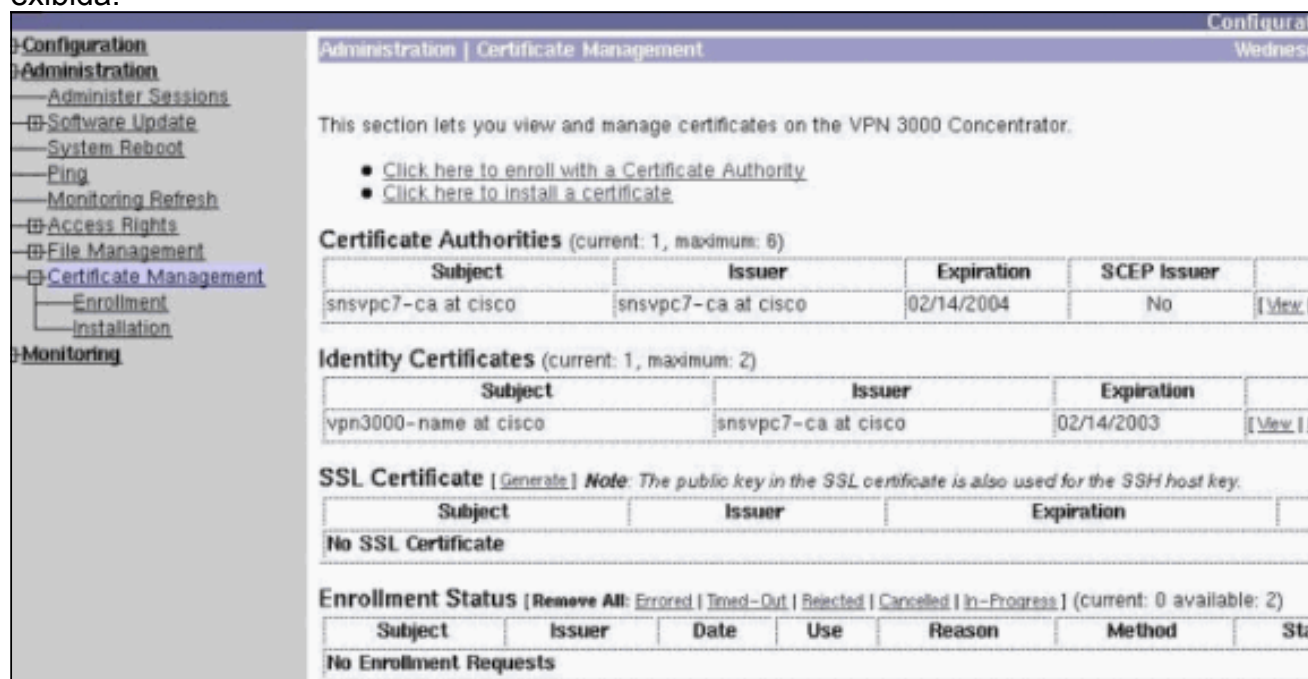 exibida:
Configura
Configuration
Administration
Administer Sessions
Software Update
System Reboot
Ping
Monitoring Refresh
Access Rights
File Management
Certificate Management
Enrollment
Installation
Monitoring
Administration | Certificate Management
Wednes
This section lets you view and manage certificates on the VPN 3000 Concentrator.
● Click here to enroll with a Certificate Authority
● Click here to install a certificate
Certificate Authorities (current: 1, maximum: 6)
Subject Issuer Expiration SCEP Issuer
snsvpc7-ca at cisco snsvpc7-ca at cisco 02/14/2004 No [ View
Identity Certificates (current: 1, maximum: 2)
Subject Issuer Expiration
vpn3000-name at cisco snsvpc7-ca at cisco 02/14/2003 [ View |
SSL Certificate [ Generate ] Note: The public key in the SSL certificate is also used for the SSH host key.
Subject Issuer Expiration
No SSL Certificate
Enrollment Status [ Remove All: Errored | Timed-Out | Rejected | Cancelled | In-Progress ] (current: 0 available: 2)
Subject Issuer Date Use Reason Method Sta
No Enrollment Requests